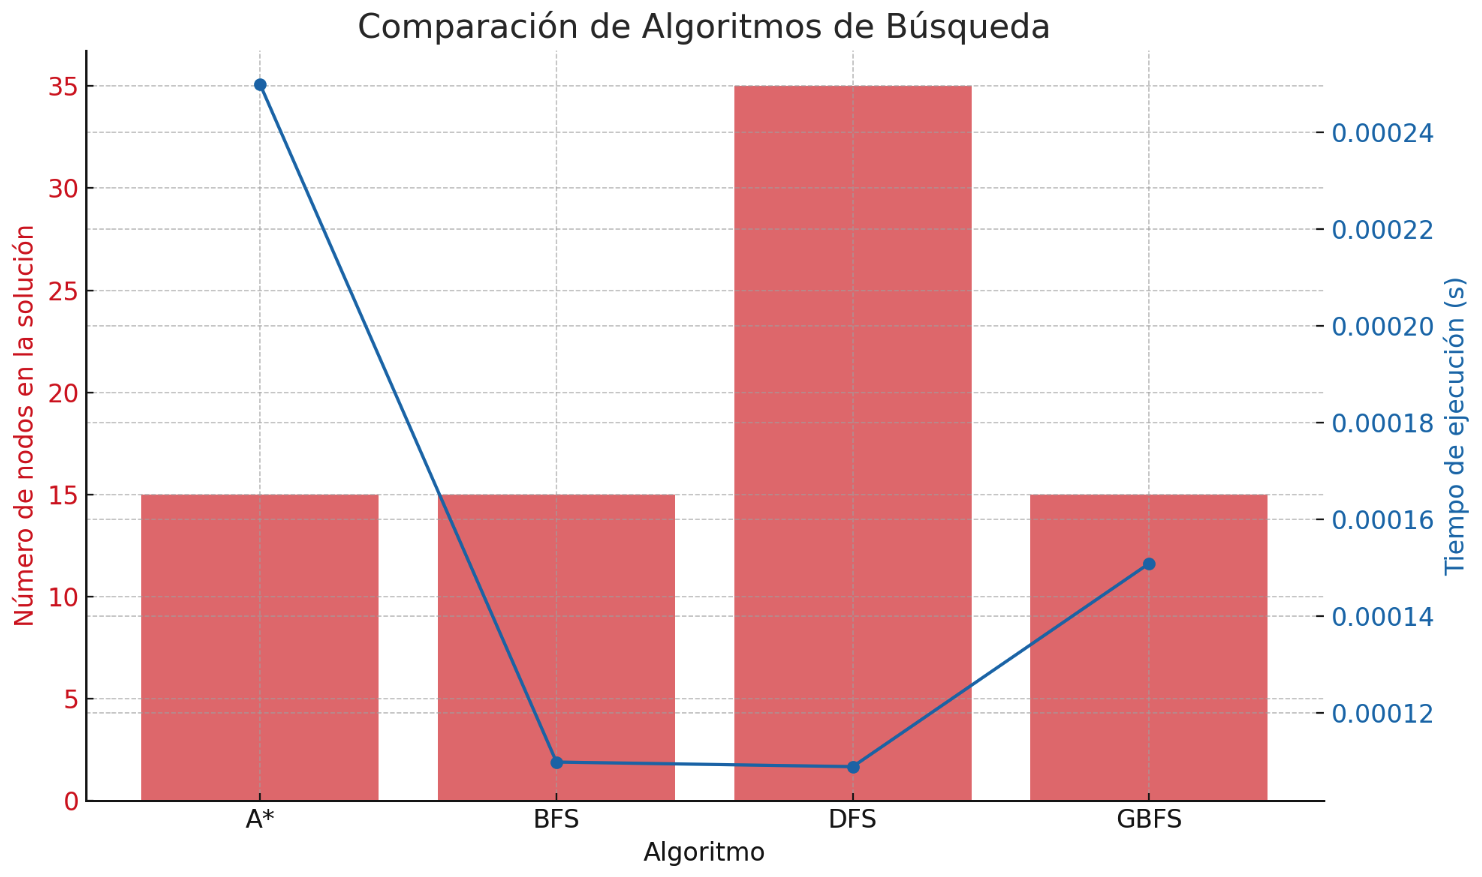 Comparación de Algoritmos de Búsqueda
Número de nodos en la solución
35
30
25
20
15
10
5
0
A*
BFS
DFS
GBFS
Algoritmo
0.00024
0.00022
0.00020
0.00018
0.00016
0.00014
0.00012
Tiempo de ejecución (s)